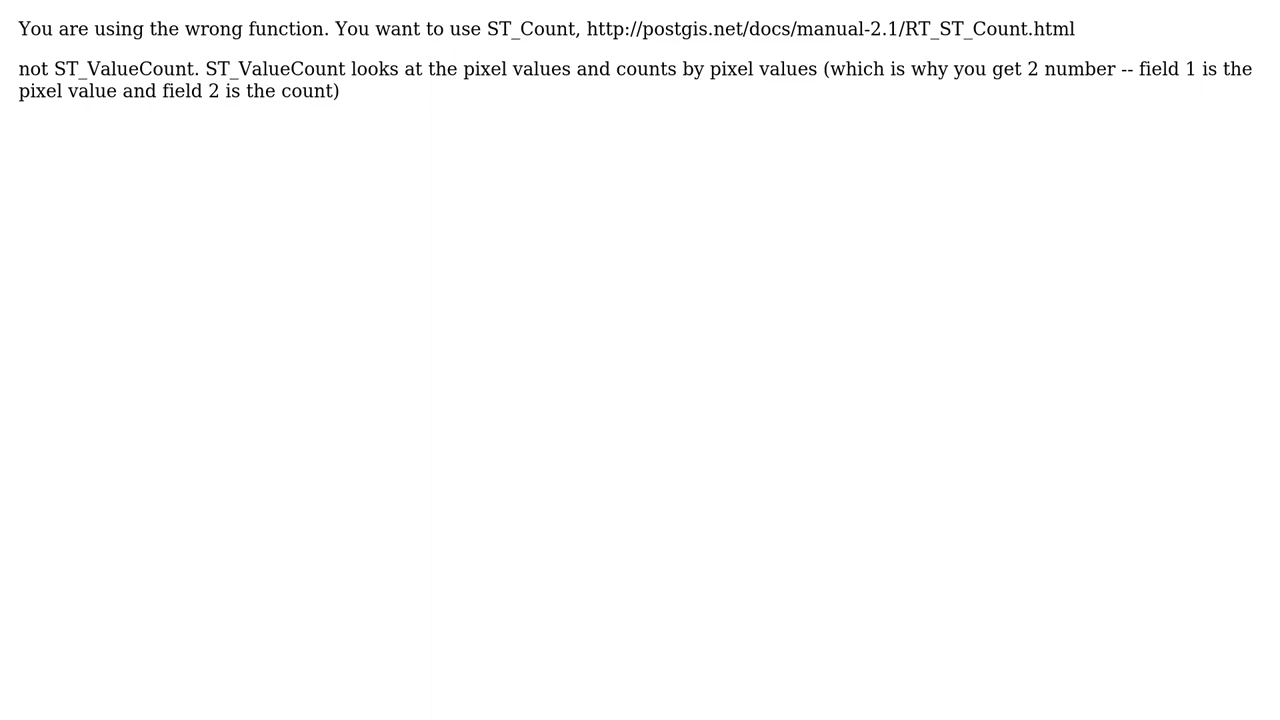 You are using the wrong function. You want to use ST_Count, http://postgis.net/docs/manual-2.1/RT_ST_Count.html
not ST_ValueCount. ST_ValueCount looks at the pixel values and counts by pixel values (which is why you get 2 number -- field 1 is the
pixel value and field 2 is the count)